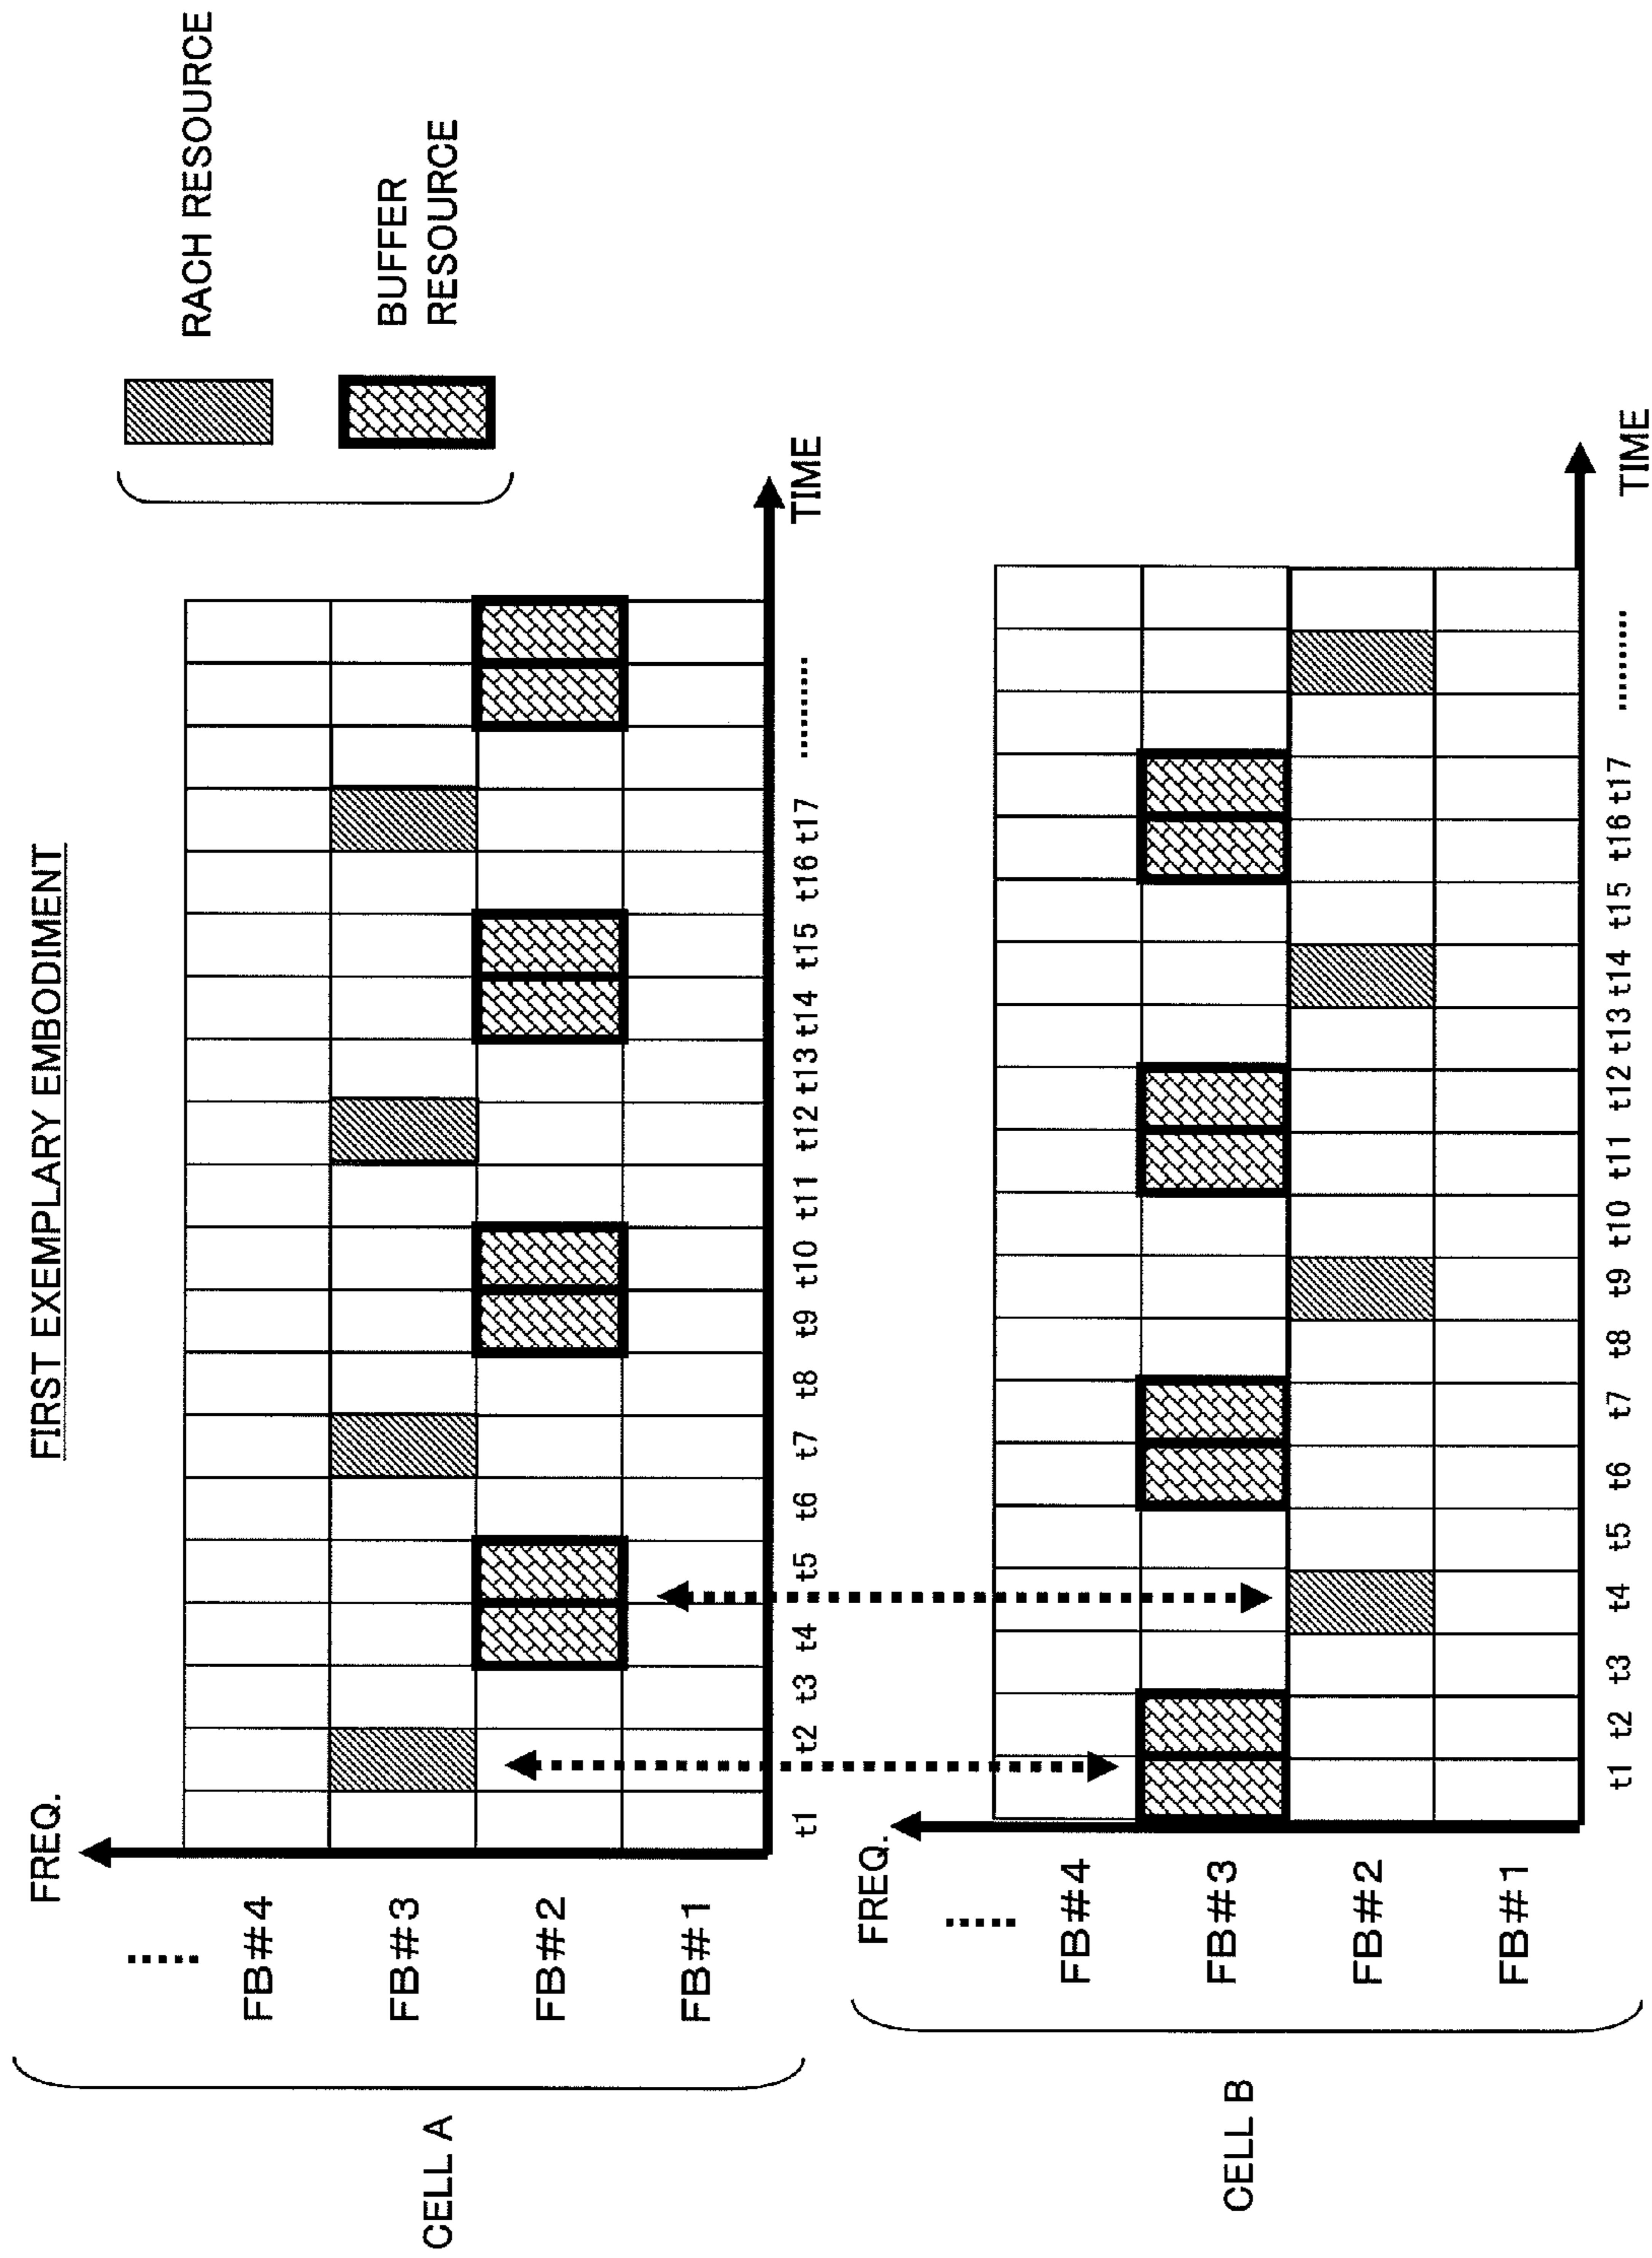 FIRST EXEMPLARY EMBODIMENT
RACH RESOURCE
BUFFER
RESOURCE
CELL A
FREQ.
FB#4
FB#3
FB#2
FB#1
t1 t2 t3 t4 t5 t6 t7 t8 t9 t10 t11 t12 t13 t14 t15 t16 t17
TIME
CELL B
FREQ.
FB#4
FB#3
FB#2
FB#1
t1 t2 t3 t4 t5 t6 t7 t8 t9 t10 t11 t12 t13 t14 t15 t16 t17
TIME